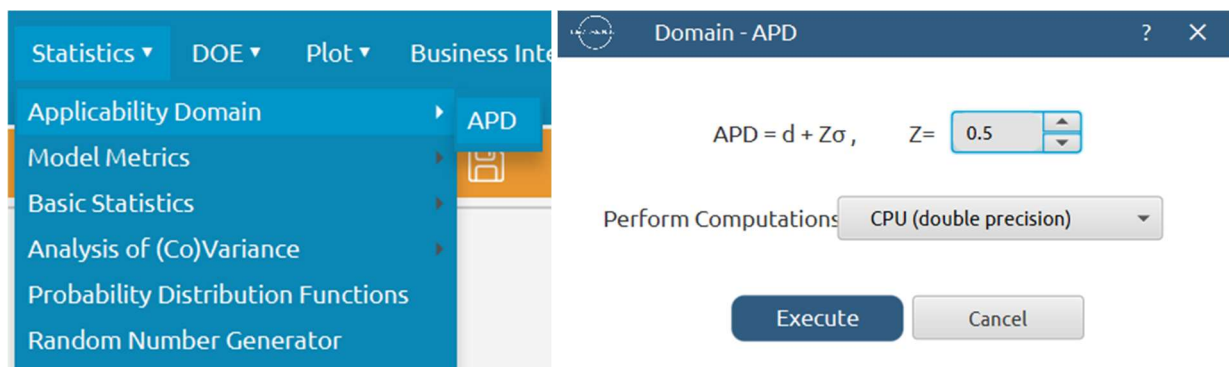 Statistics ▾ DOE ▾ Plot ▾ Business Inte
Applicability Domain
APD
Model Metrics
Basic Statistics
Analysis of (Co)Variance
Probability Distribution Functions
Random Number Generator
Domain - APD ? ×
APD = d + Zσ , Z= 0.5
Perform Computations CPU (double precision)
Execute Cancel